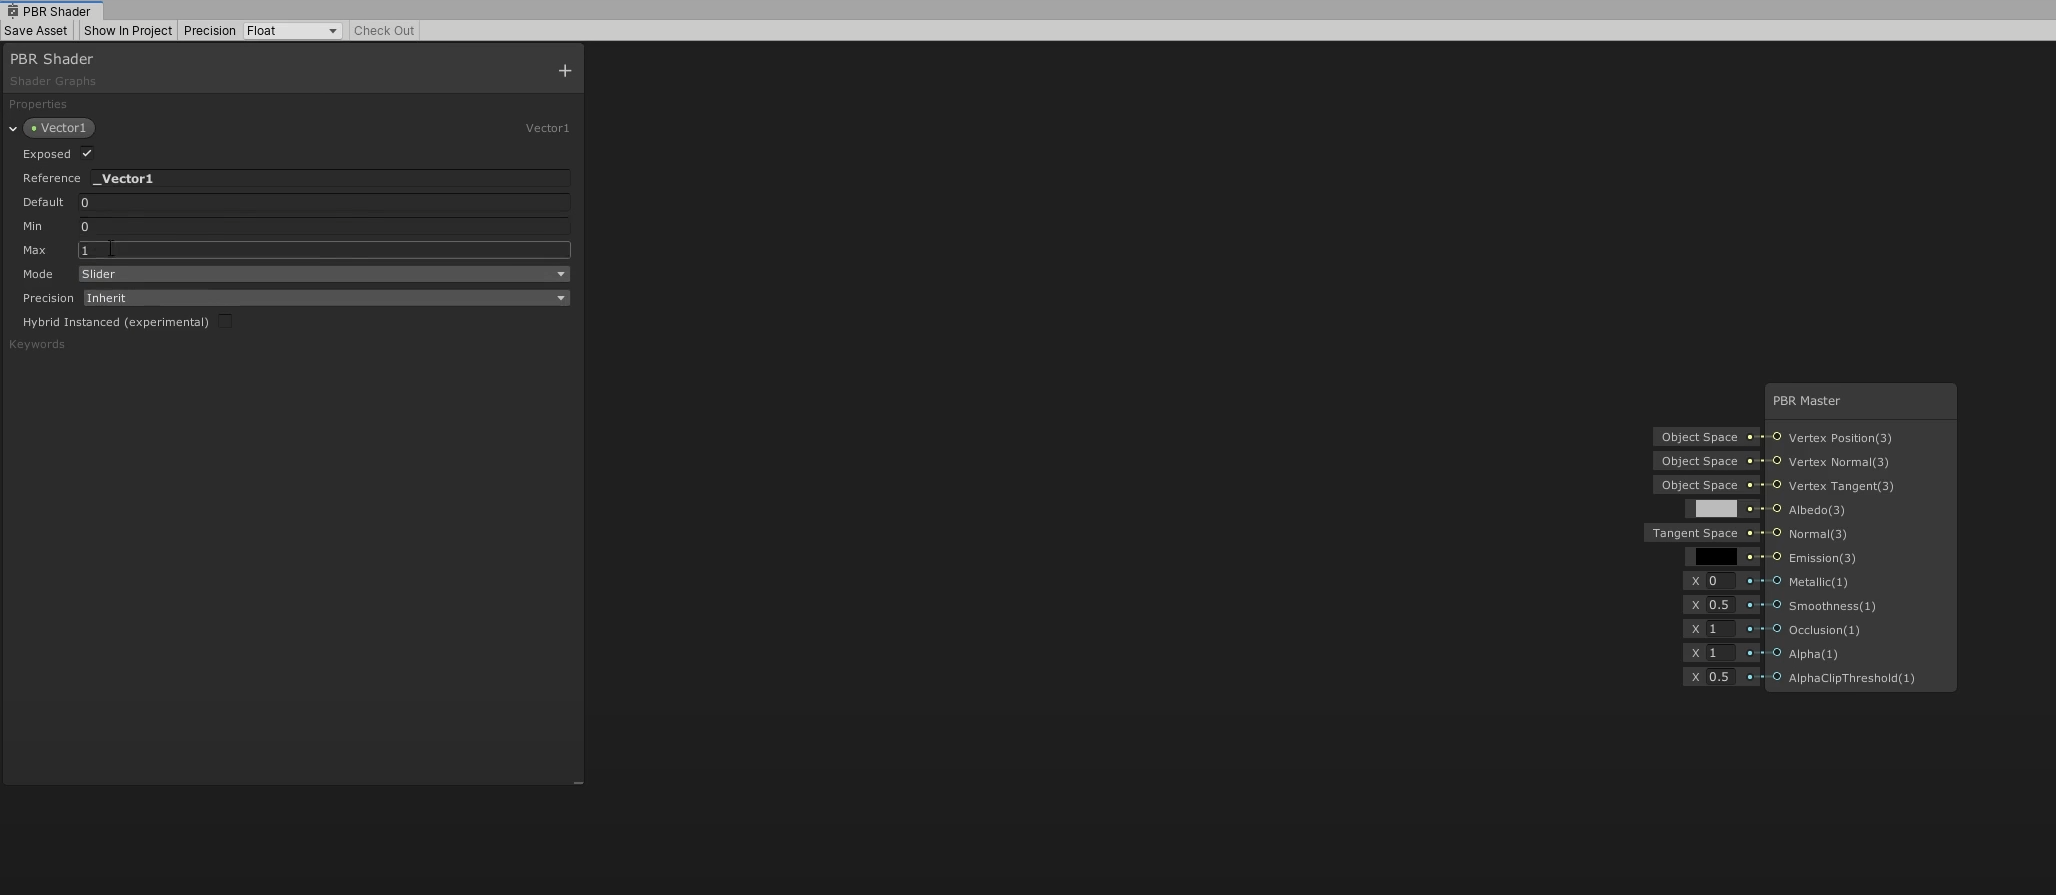 PBR Shader
Save Asset Show In Project Precision Float Check Out
PBR Shader
Shader Graphs
Properties
Vector1 Vector1
Exposed
Reference _Vector1
Default 0
Min 0
Max 1
Mode Slider
Precision Inherit
Hybrid Instanced (experimental)
Keywords
PBR Master
Object Space Vertex Position(3)
Object Space Vertex Normal(3)
Object Space Vertex Tangent(3)
Albedo(3)
Tangent Space Normal(3)
Emission(3)
X 0 Metallic(1)
X 0.5 Smoothness(1)
X 1 Occlusion(1)
X 1 Alpha(1)
X 0.5 AlphaClipThreshold(1)